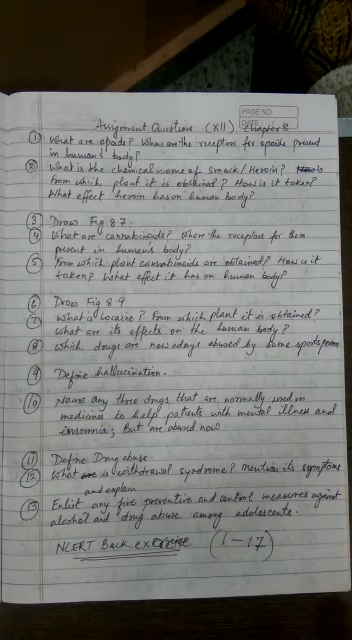 PAGE NO.
DATE
Assignment Questions (XII) Chapter 8
① What are opoids? Where are the receptors for opoids present
in human's body?
② What is the chemical name of smack/Heroin?
From which plant it is obtained? How is it taken?
What effect heroin has on human body?
③ Draw Fig 8.7.
④ What are cannabinoids? Where the receptors for them
present in human's body?
⑤ From which plant cannabinoids are obtained? How is it
taken? What effect it has on human body?
⑥ Draw Fig 8.9
⑦ What is cocaine? From which plant it is obtained?
What are its effects on the human body?
⑧ Which drugs are nowadays abused by some sports
⑨ Define hallucination.
⑩ Name any three drugs that are normally used in
medicine to help patients with mental illness and
insomnia; But are abused now.
⑪ Define Drug abuse
⑫ What is withdrawal syndrome? Mention its symptoms
and explain
⑬ Enlist any five preventive and control measures against
alcohol and drug abuse among adolescents.
NCERT Back exercise (1-17)